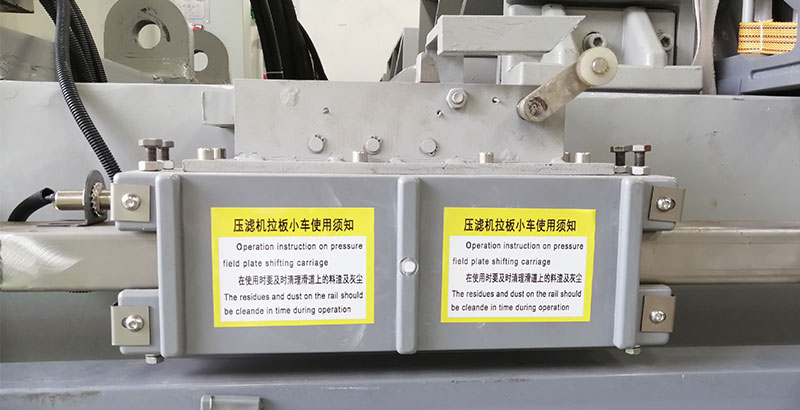 压滤机拉板小车使用须知
Operation instruction on pressure
field plate shifting carriage
在使用时要及时清理滑道上的料渣及灰尘
The residues and dust on the rail should
be cleande in time during operation
压滤机拉板小车使用须知
Operation instruction on pressure
field plate shifting carriage
在使用时要及时清理滑道上的料渣及灰尘
The residues and dust on the rail should
be cleande in time during operation